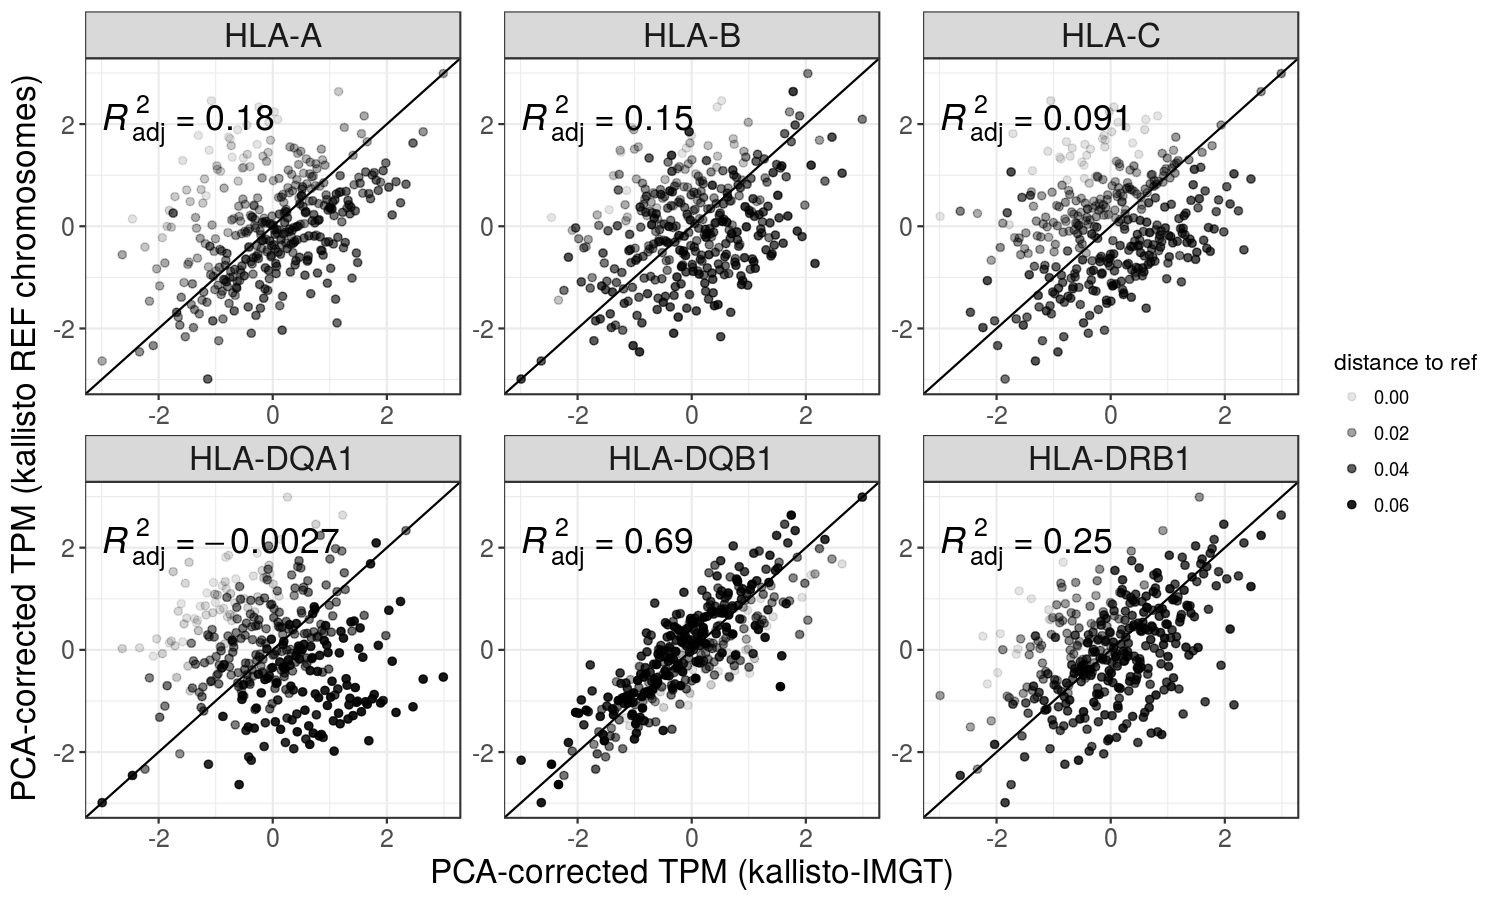 HLA-A HLA-B HLA-C
R²adj = 0.18 R²adj = 0.15 R²adj = 0.091
2 2 2
0 0 0
-2 -2 -2
-2 0 2 -2 0 2 -2 0 2
HLA-DQA1 HLA-DQB1 HLA-DRB1
R²adj = −0.0027 R²adj = 0.69 R²adj = 0.25
2 2 2
0 0 0
-2 -2 -2
-2 0 2 -2 0 2 -2 0 2
PCA-corrected TPM (kallisto-IMGT)
PCA-corrected TPM (kallisto REF chromosomes)
distance to ref
0.00
0.02
0.04
0.06